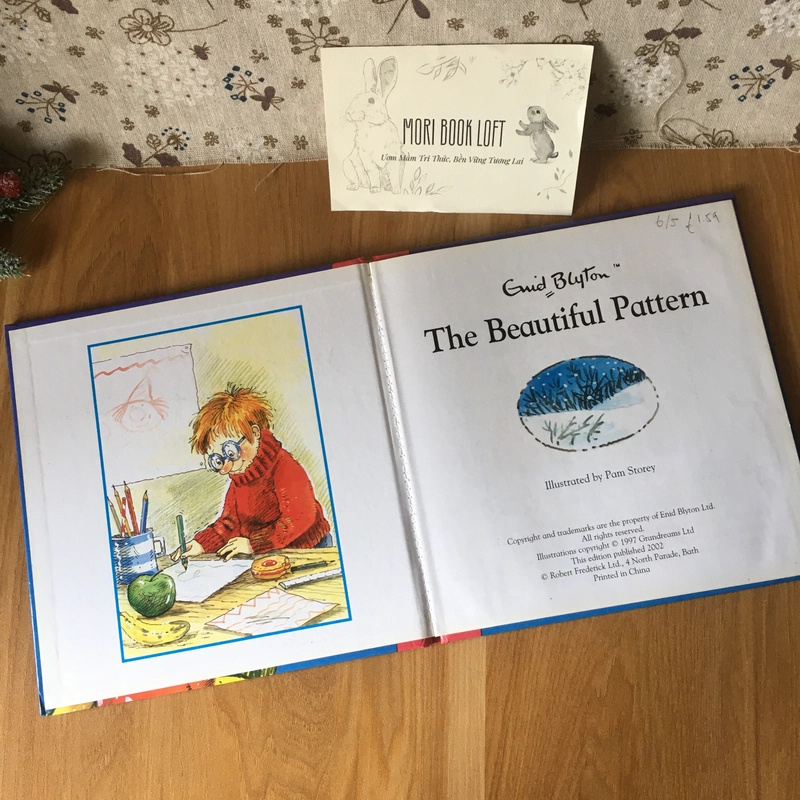 MORI BOOK LOFT
Ươm Mầm Tri Thức, Bền Vững Tương Lai
6/5 £1.59
Enid Blyton™
The Beautiful Pattern
Illustrated by Pam Storey
Copyright and trademarks are the property of Enid Blyton Ltd.
All rights reserved.
Illustrations copyright © 1997 Grandreams Ltd
This edition published 2002
© Robert Frederick Ltd., 4 North Parade, Bath
Printed in China